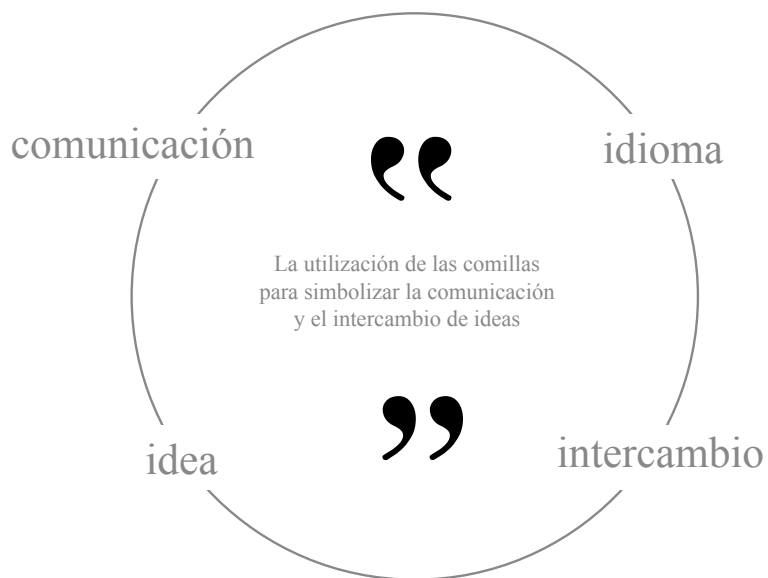 comunicación
idioma
❟❟
La utilización de las comillas
para simbolizar la comunicación
y el intercambio de ideas
”
idea
intercambio